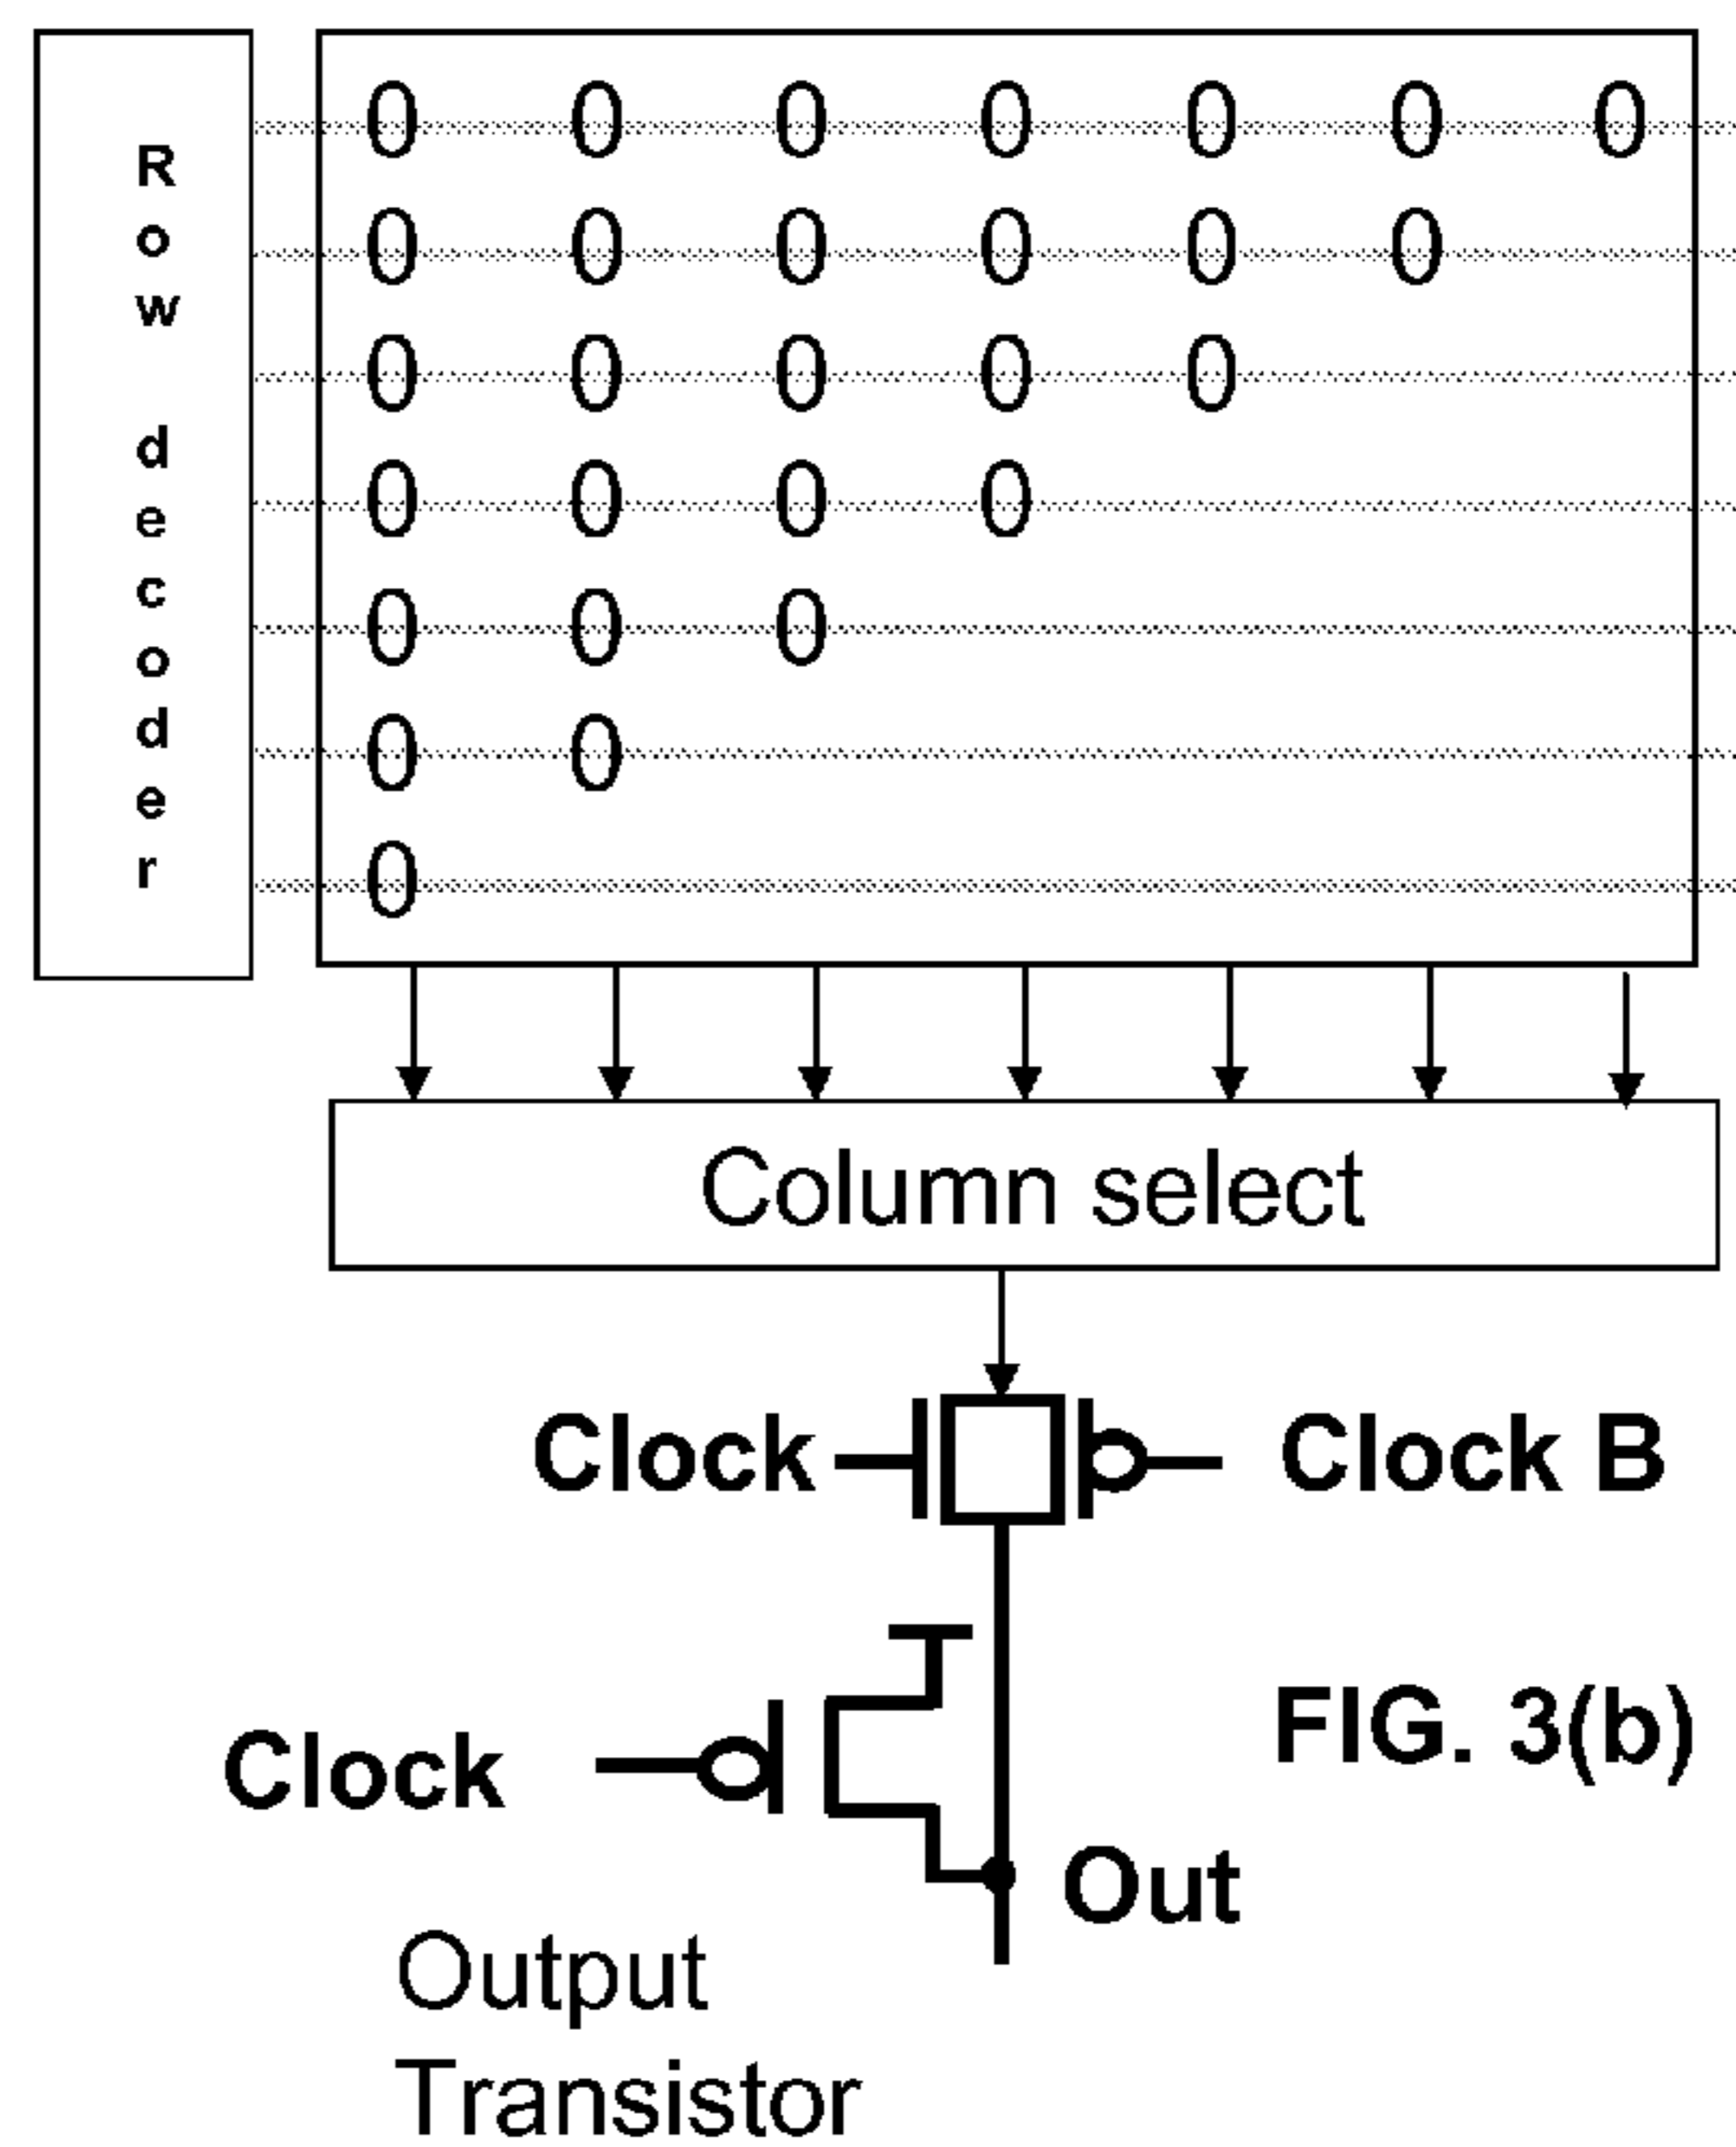 Row decoder
0 0 0 0 0 0 0
0 0 0 0 0 0
0 0 0 0 0
0 0 0 0
0 0 0
0 0
0
Column select
Clock
Clock B
FIG. 3(b)
Clock
Out
Output
Transistor